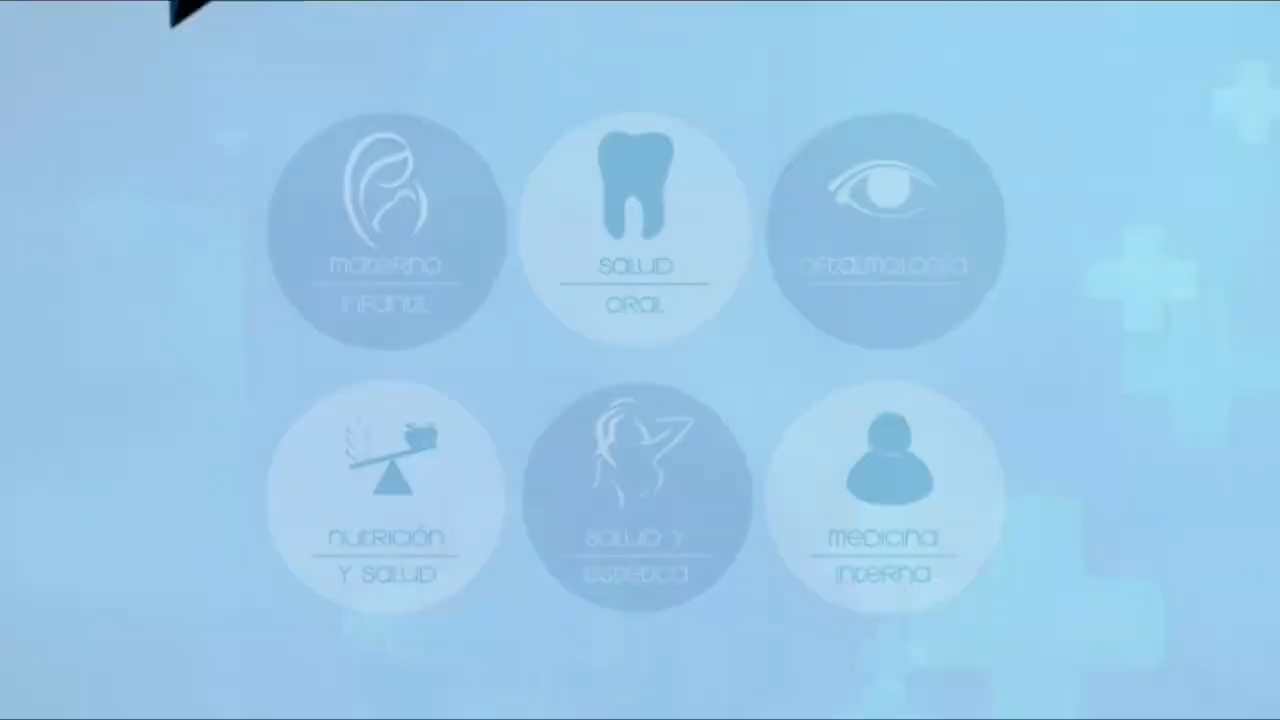 materno
infantil
salud
oral
oftalmología
nutrición
y salud
salud y
estética
medicina
interna